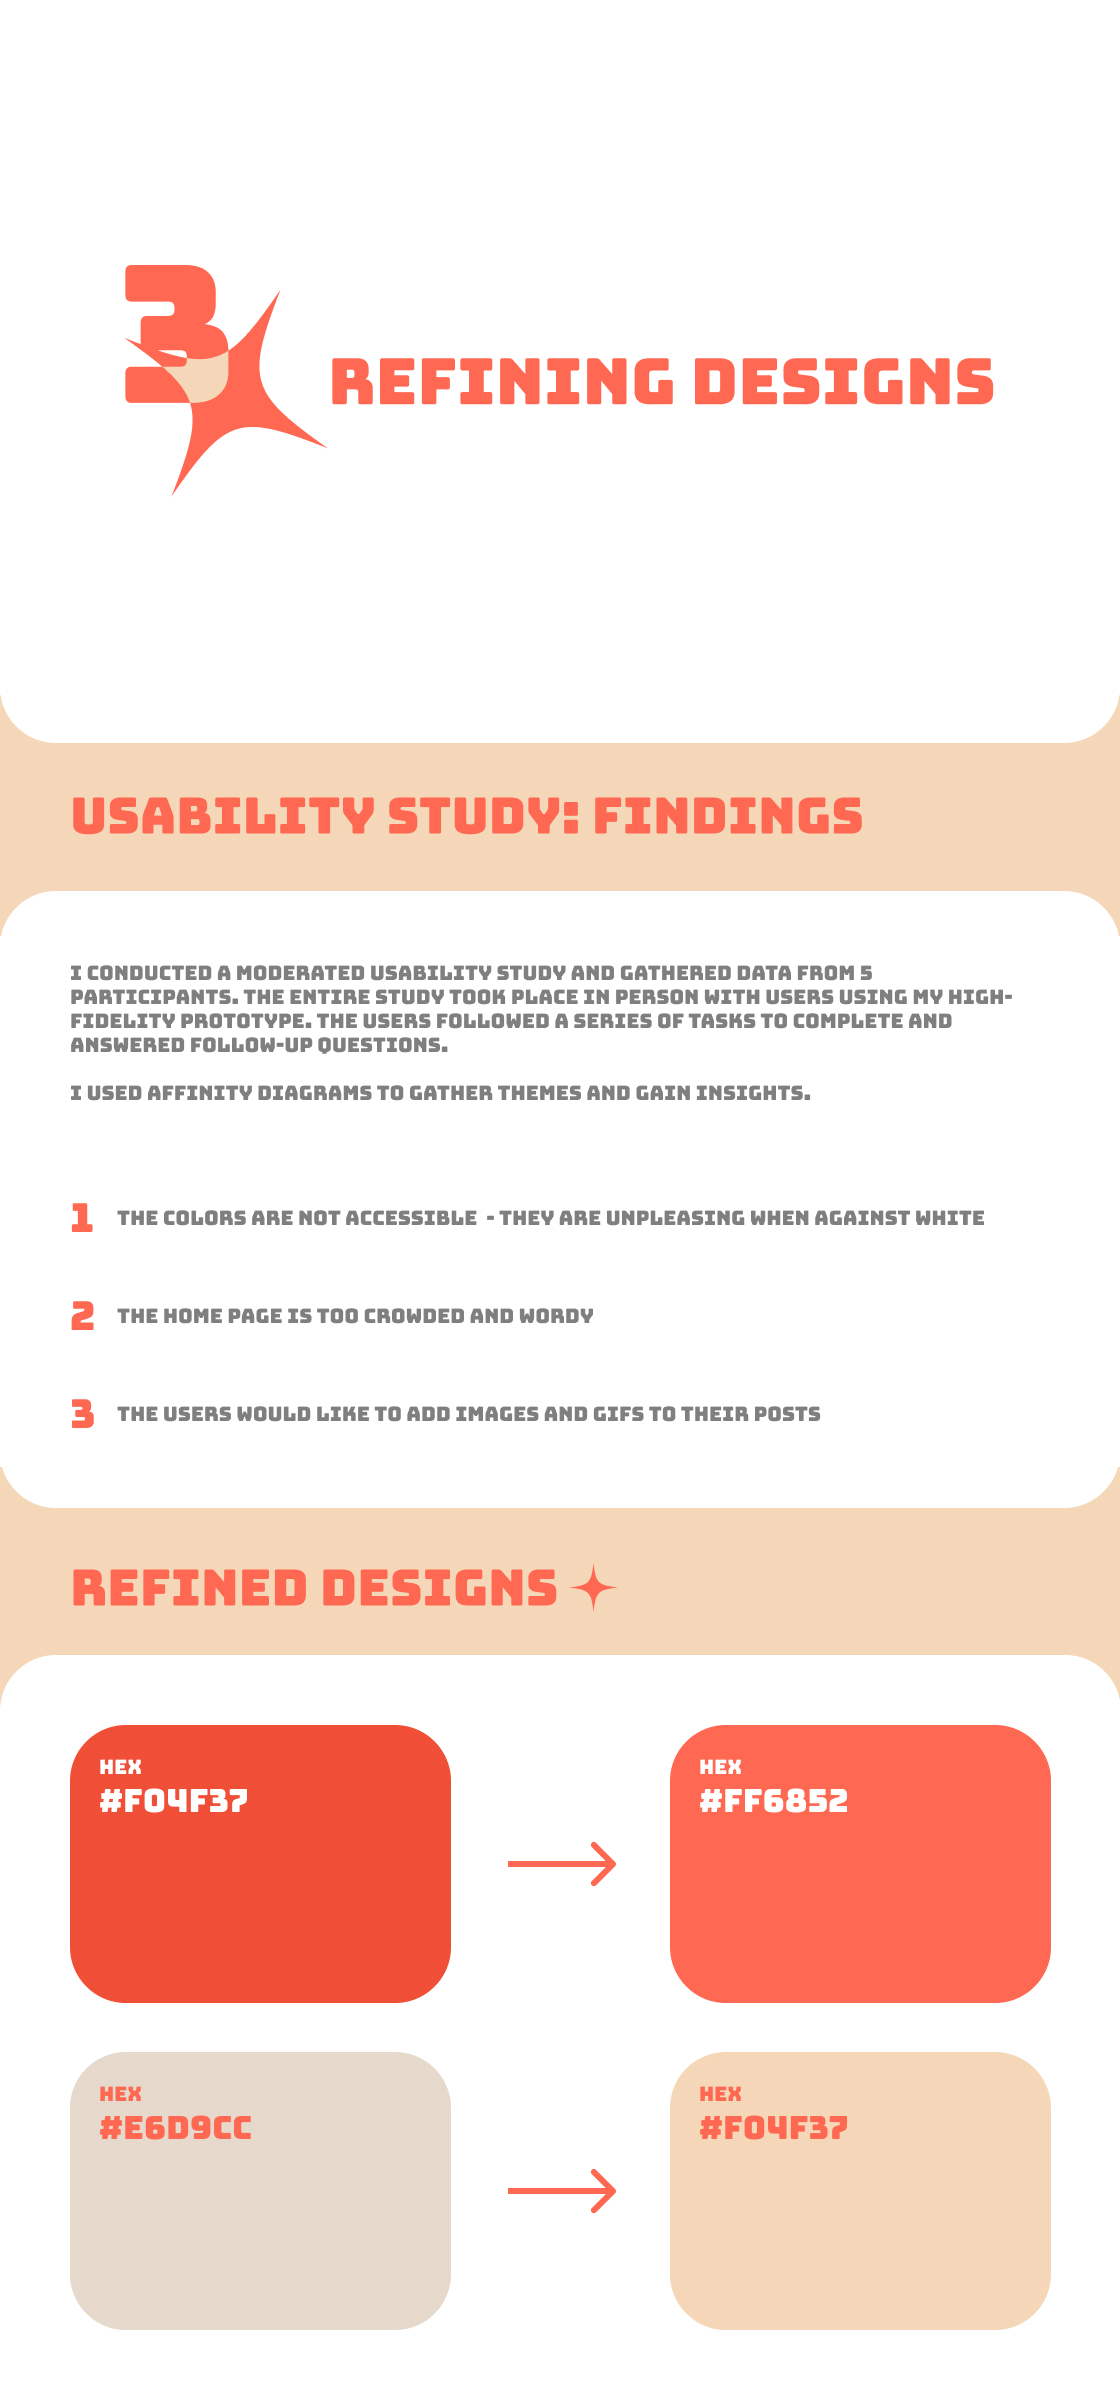 3
REFINING DESIGNS
USABILITY STUDY: FINDINGS
I CONDUCTED A MODERATED USABILITY STUDY AND GATHERED DATA FROM 5
PARTICIPANTS. THE ENTIRE STUDY TOOK PLACE IN PERSON WITH USERS USING MY HIGH-
FIDELITY PROTOTYPE. THE USERS FOLLOWED A SERIES OF TASKS TO COMPLETE AND
ANSWERED FOLLOW-UP QUESTIONS.
I USED AFFINITY DIAGRAMS TO GATHER THEMES AND GAIN INSIGHTS.
1 THE COLORS ARE NOT ACCESSIBLE - THEY ARE UNPLEASING WHEN AGAINST WHITE
2 THE HOME PAGE IS TOO CROWDED AND WORDY
3 THE USERS WOULD LIKE TO ADD IMAGES AND GIFS TO THEIR POSTS
REFINED DESIGNS
HEX
#F04F37
HEX
#FF6852
HEX
#E6D9CC
HEX
#F04F37